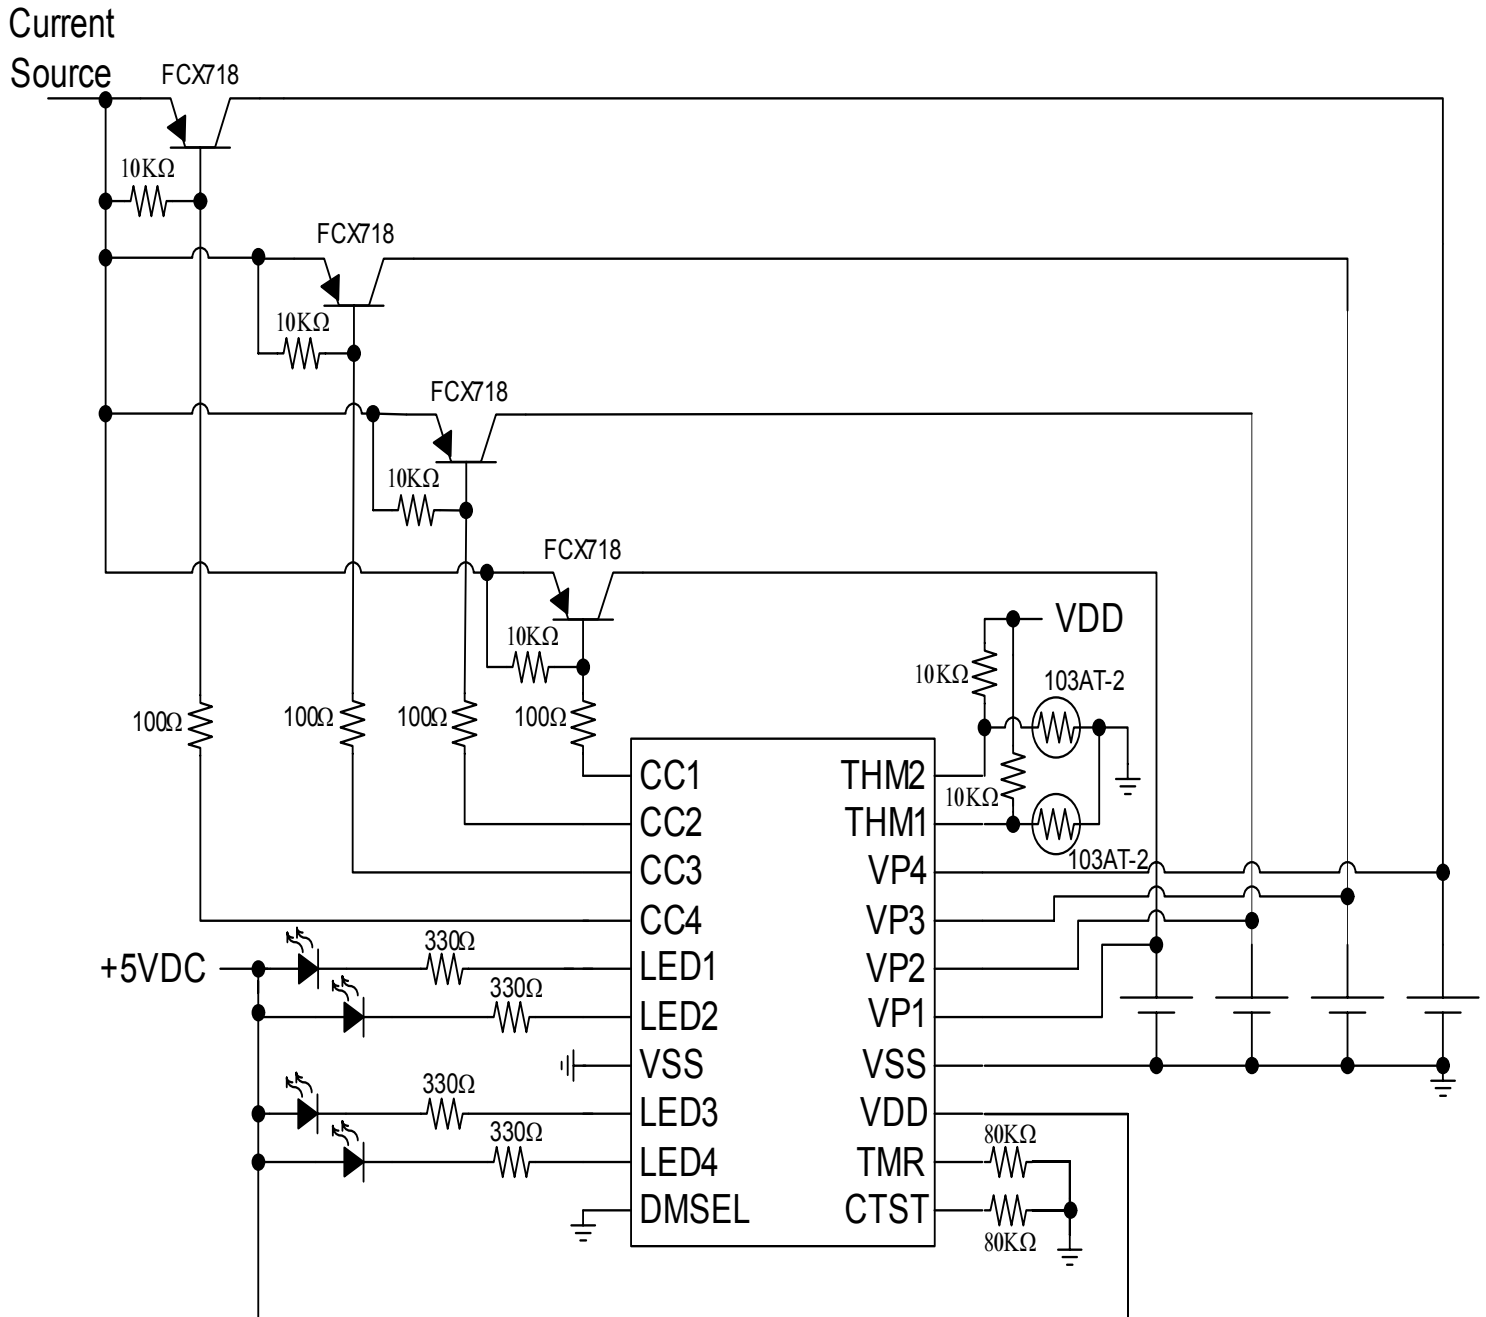 Current
Source
FCX718
10KΩ
FCX718
10KΩ
FCX718
10KΩ
FCX718
10KΩ
VDD
10KΩ
103AT-2
100Ω
100Ω
100Ω
100Ω
10KΩ
103AT-2
CC1
CC2
CC3
CC4
LED1
LED2
VSS
LED3
LED4
DMSEL
THM2
THM1
VP4
VP3
VP2
VP1
VSS
VDD
TMR
CTST
+5VDC
330Ω
330Ω
330Ω
330Ω
80KΩ
80KΩ